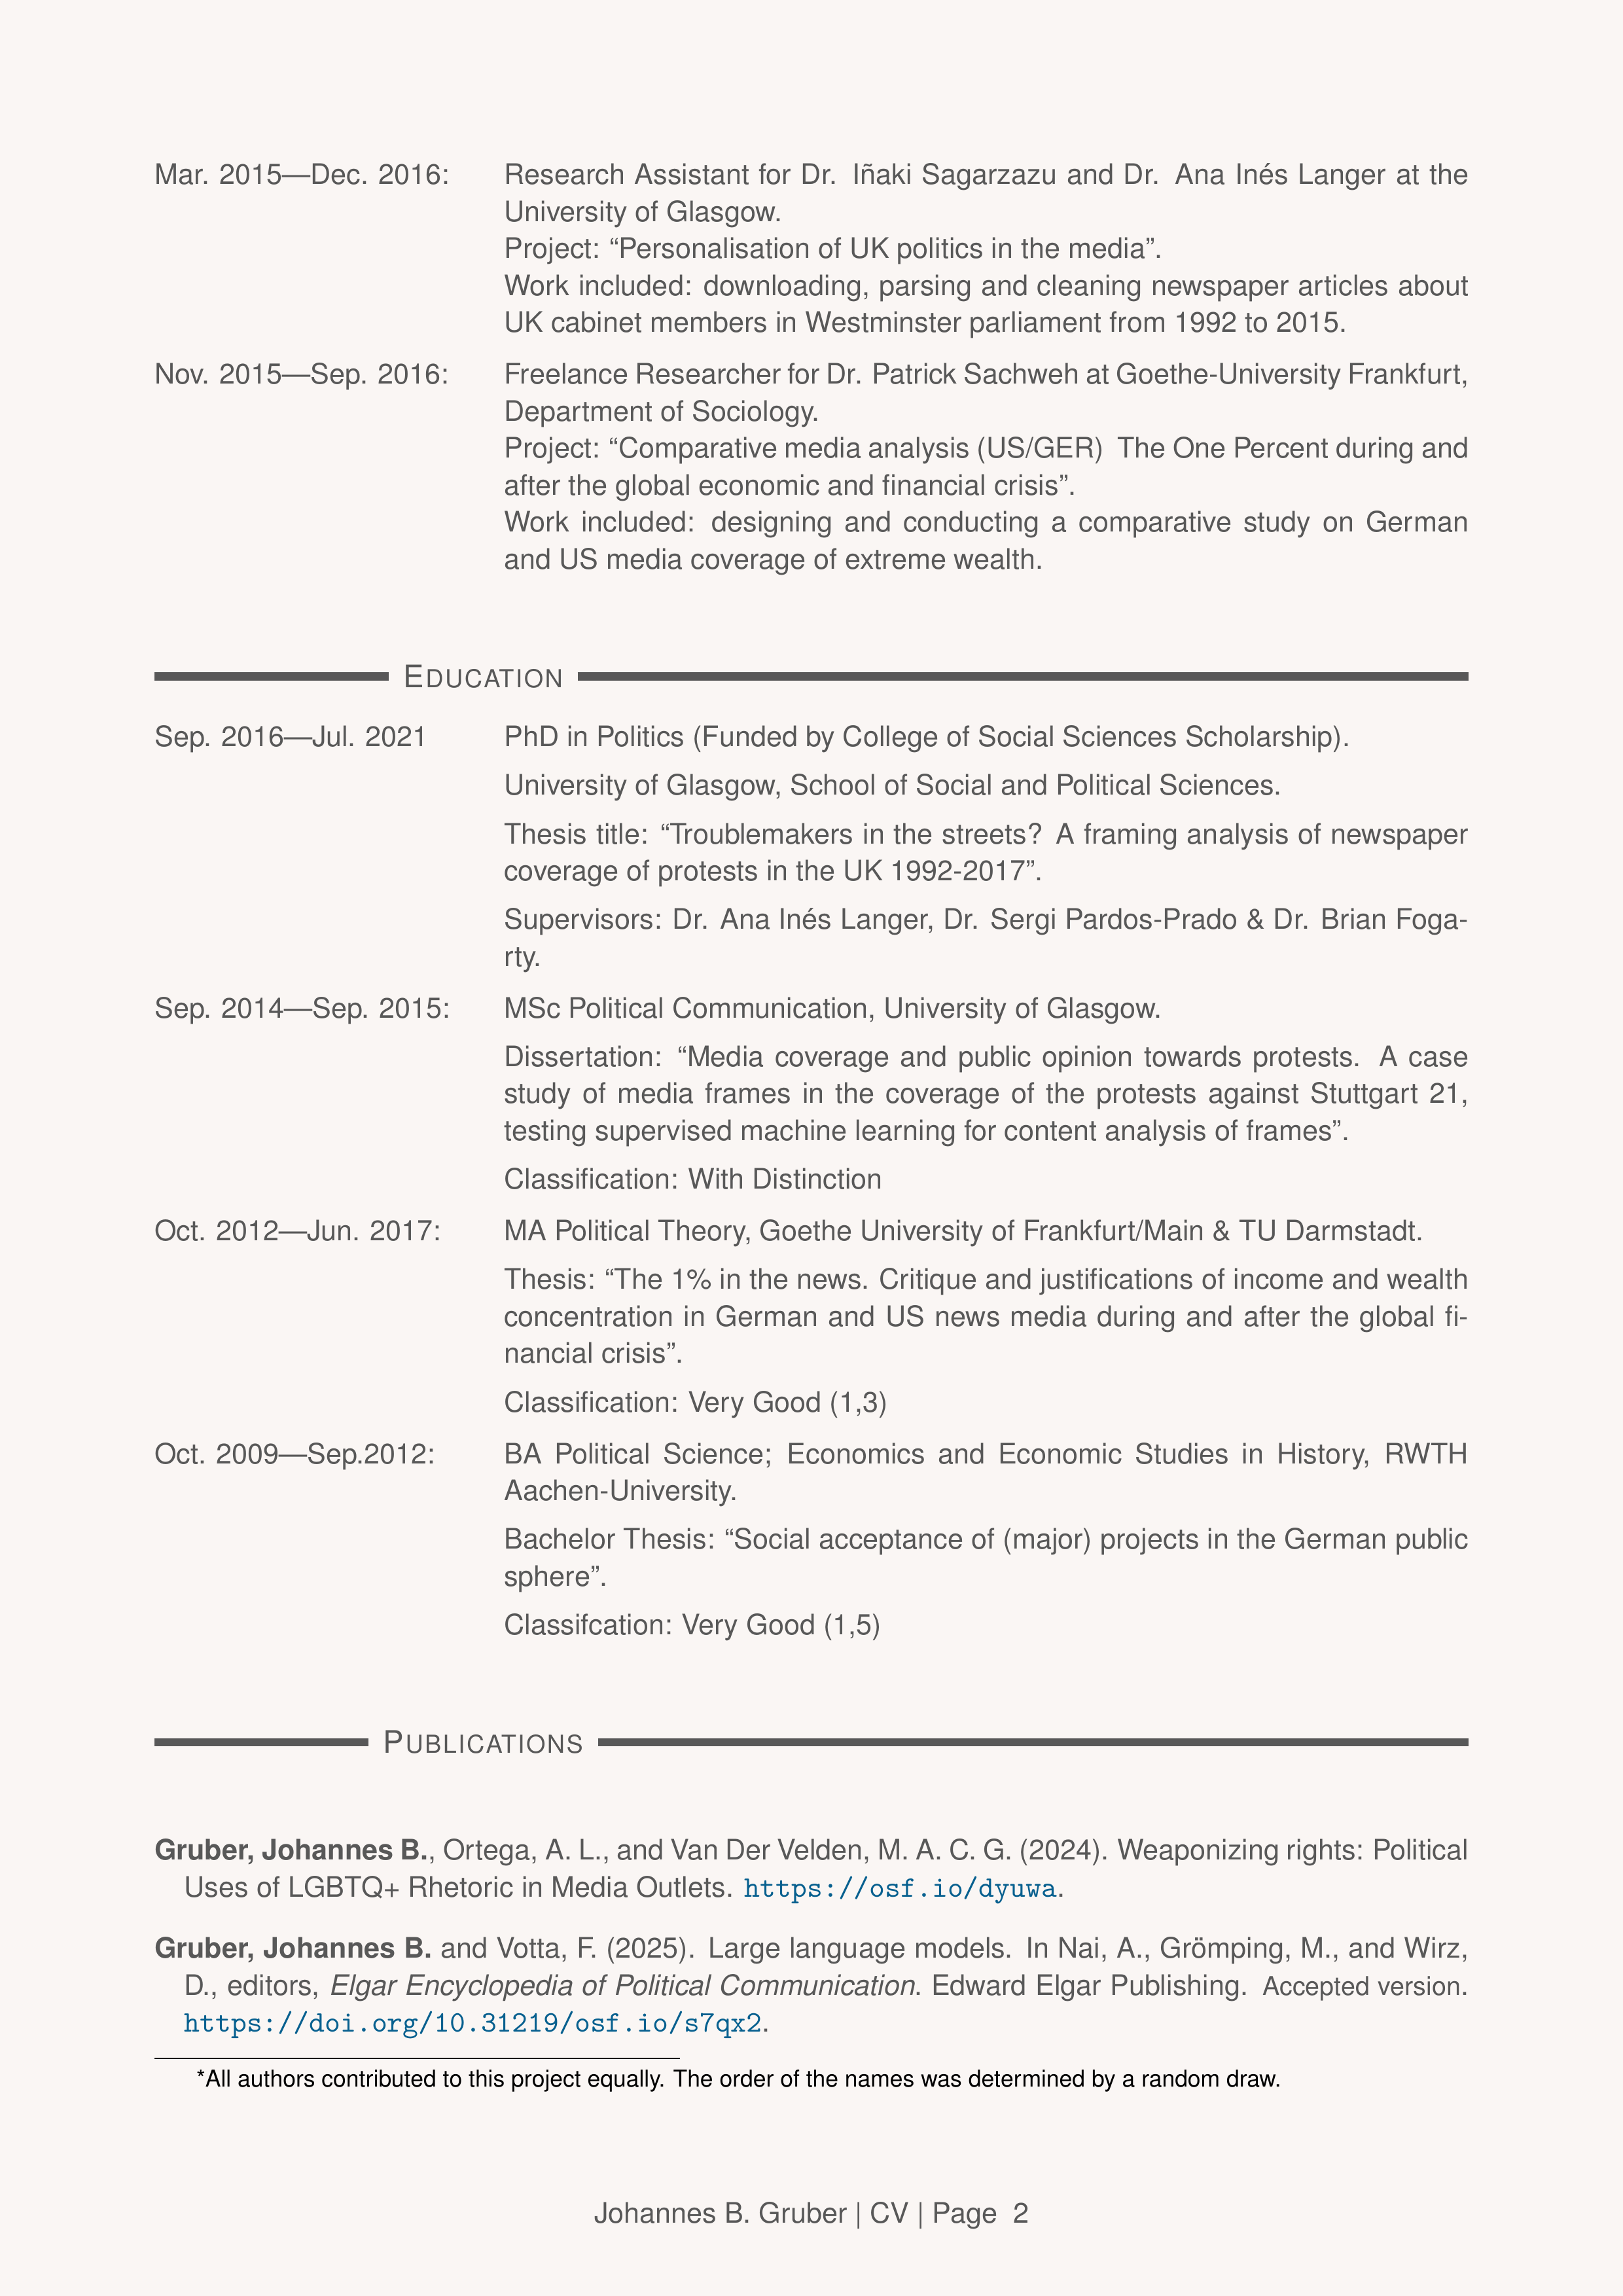 Mar. 2015—Dec. 2016: Research Assistant for Dr. Iñaki Sagarzazu and Dr. Ana Inés Langer at the
University of Glasgow.
Project: “Personalisation of UK politics in the media”.
Work included: downloading, parsing and cleaning newspaper articles about
UK cabinet members in Westminster parliament from 1992 to 2015.
Nov. 2015—Sep. 2016: Freelance Researcher for Dr. Patrick Sachweh at Goethe-University Frankfurt,
Department of Sociology.
Project: “Comparative media analysis (US/GER) The One Percent during and
after the global economic and financial crisis”.
Work included: designing and conducting a comparative study on German
and US media coverage of extreme wealth.
EDUCATION
Sep. 2016—Jul. 2021 PhD in Politics (Funded by College of Social Sciences Scholarship).
University of Glasgow, School of Social and Political Sciences.
Thesis title: “Troublemakers in the streets? A framing analysis of newspaper
coverage of protests in the UK 1992-2017”.
Supervisors: Dr. Ana Inés Langer, Dr. Sergi Pardos-Prado & Dr. Brian Foga-
rty.
Sep. 2014—Sep. 2015: MSc Political Communication, University of Glasgow.
Dissertation: “Media coverage and public opinion towards protests. A case
study of media frames in the coverage of the protests against Stuttgart 21,
testing supervised machine learning for content analysis of frames”.
Classification: With Distinction
Oct. 2012—Jun. 2017: MA Political Theory, Goethe University of Frankfurt/Main & TU Darmstadt.
Thesis: “The 1% in the news. Critique and justifications of income and wealth
concentration in German and US news media during and after the global fi-
nancial crisis”.
Classification: Very Good (1,3)
Oct. 2009—Sep.2012: BA Political Science; Economics and Economic Studies in History, RWTH
Aachen-University.
Bachelor Thesis: “Social acceptance of (major) projects in the German public
sphere”.
Classifcation: Very Good (1,5)
PUBLICATIONS
Gruber, Johannes B., Ortega, A. L., and Van Der Velden, M. A. C. G. (2024). Weaponizing rights: Political
Uses of LGBTQ+ Rhetoric in Media Outlets. https://osf.io/dyuwa.
Gruber, Johannes B. and Votta, F. (2025). Large language models. In Nai, A., Grömping, M., and Wirz,
D., editors, Elgar Encyclopedia of Political Communication. Edward Elgar Publishing. Accepted version.
https://doi.org/10.31219/osf.io/s7qx2.
*All authors contributed to this project equally. The order of the names was determined by a random draw.
Johannes B. Gruber | CV | Page 2